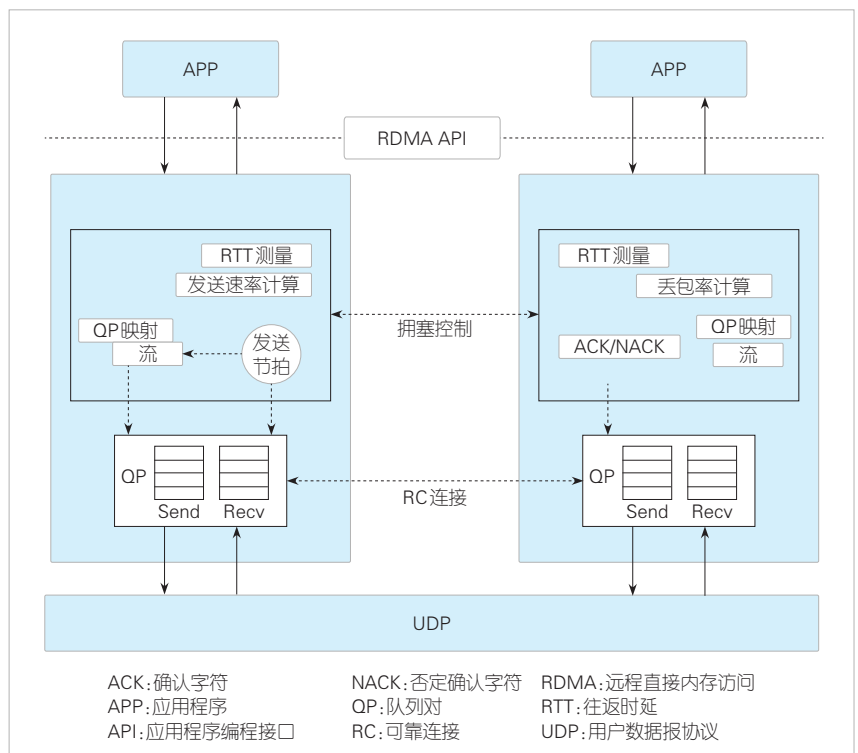 APP
APP
RDMA API
RTT测量
发送速率计算
QP映射
流
发送
节拍
拥塞控制
RTT测量
丢包率计算
QP映射
流
ACK/NACK
QP
Send
Recv
RC连接
QP
Send
Recv
UDP
ACK:确认字符
NACK:否定确认字符
RDMA:远程直接内存访问
APP:应用程序
QP:队列对
RTT:往返时延
API:应用程序编程接口
RC:可靠连接
UDP:用户数据报协议